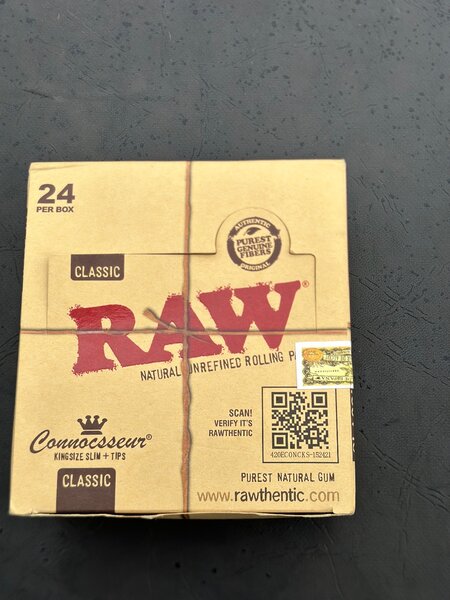 24
PER BOX
AUTHENTIC
PUREST
GENUINE
FIBERS
ORIGINAL
CLASSIC
RAW®
NATURAL UNREFINED ROLLING
SCAN!
VERIFY IT'S
RAWTHENTIC
420ECONCKS-152421
Connoisseur®
KINGSIZE SLIM + TIPS
CLASSIC
PUREST NATURAL GUM
www.rawthentic.com